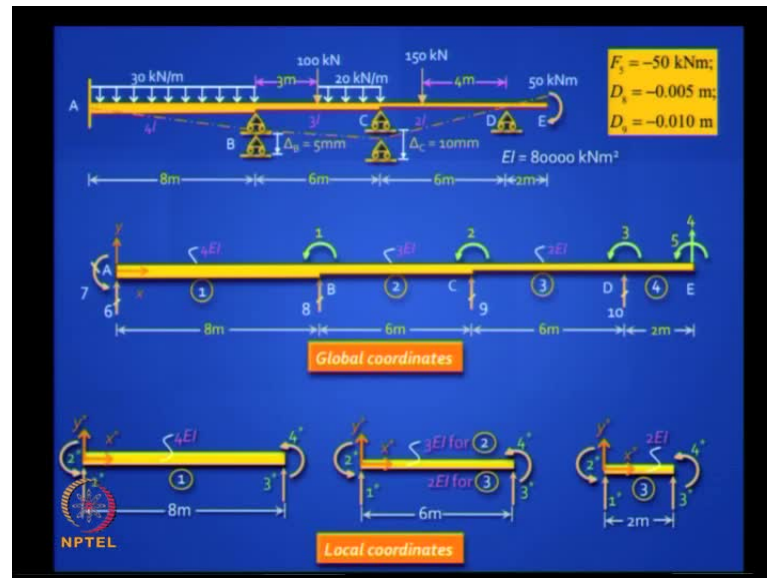 100 kN
150 kN
30 kN/m
3m
20 kN/m
4m
50 kNm
F₅ = −50 kNm;
D₈ = −0.005 m;
D₉ = −0.010 m
A
C
D
E
4I
3I
2I
B
Δ_B = 5mm
Δ_C = 10mm
EI = 80000 kNm²
8m
6m
6m
2m
y
1
2
3
4
5
4EI
3EI
2EI
A
x
7
6
1
8
B
2
C
9
3
D
10
4
E
8m
6m
6m
2m
Global coordinates
y*
x*
4EI
2*
4*
1
3*
8m
y*
x*
3EI for 2
2EI for 3
2*
4*
1*
3*
6m
y*
x*
2EI
2*
4*
3
1*
3*
2m
NPTEL
Local coordinates